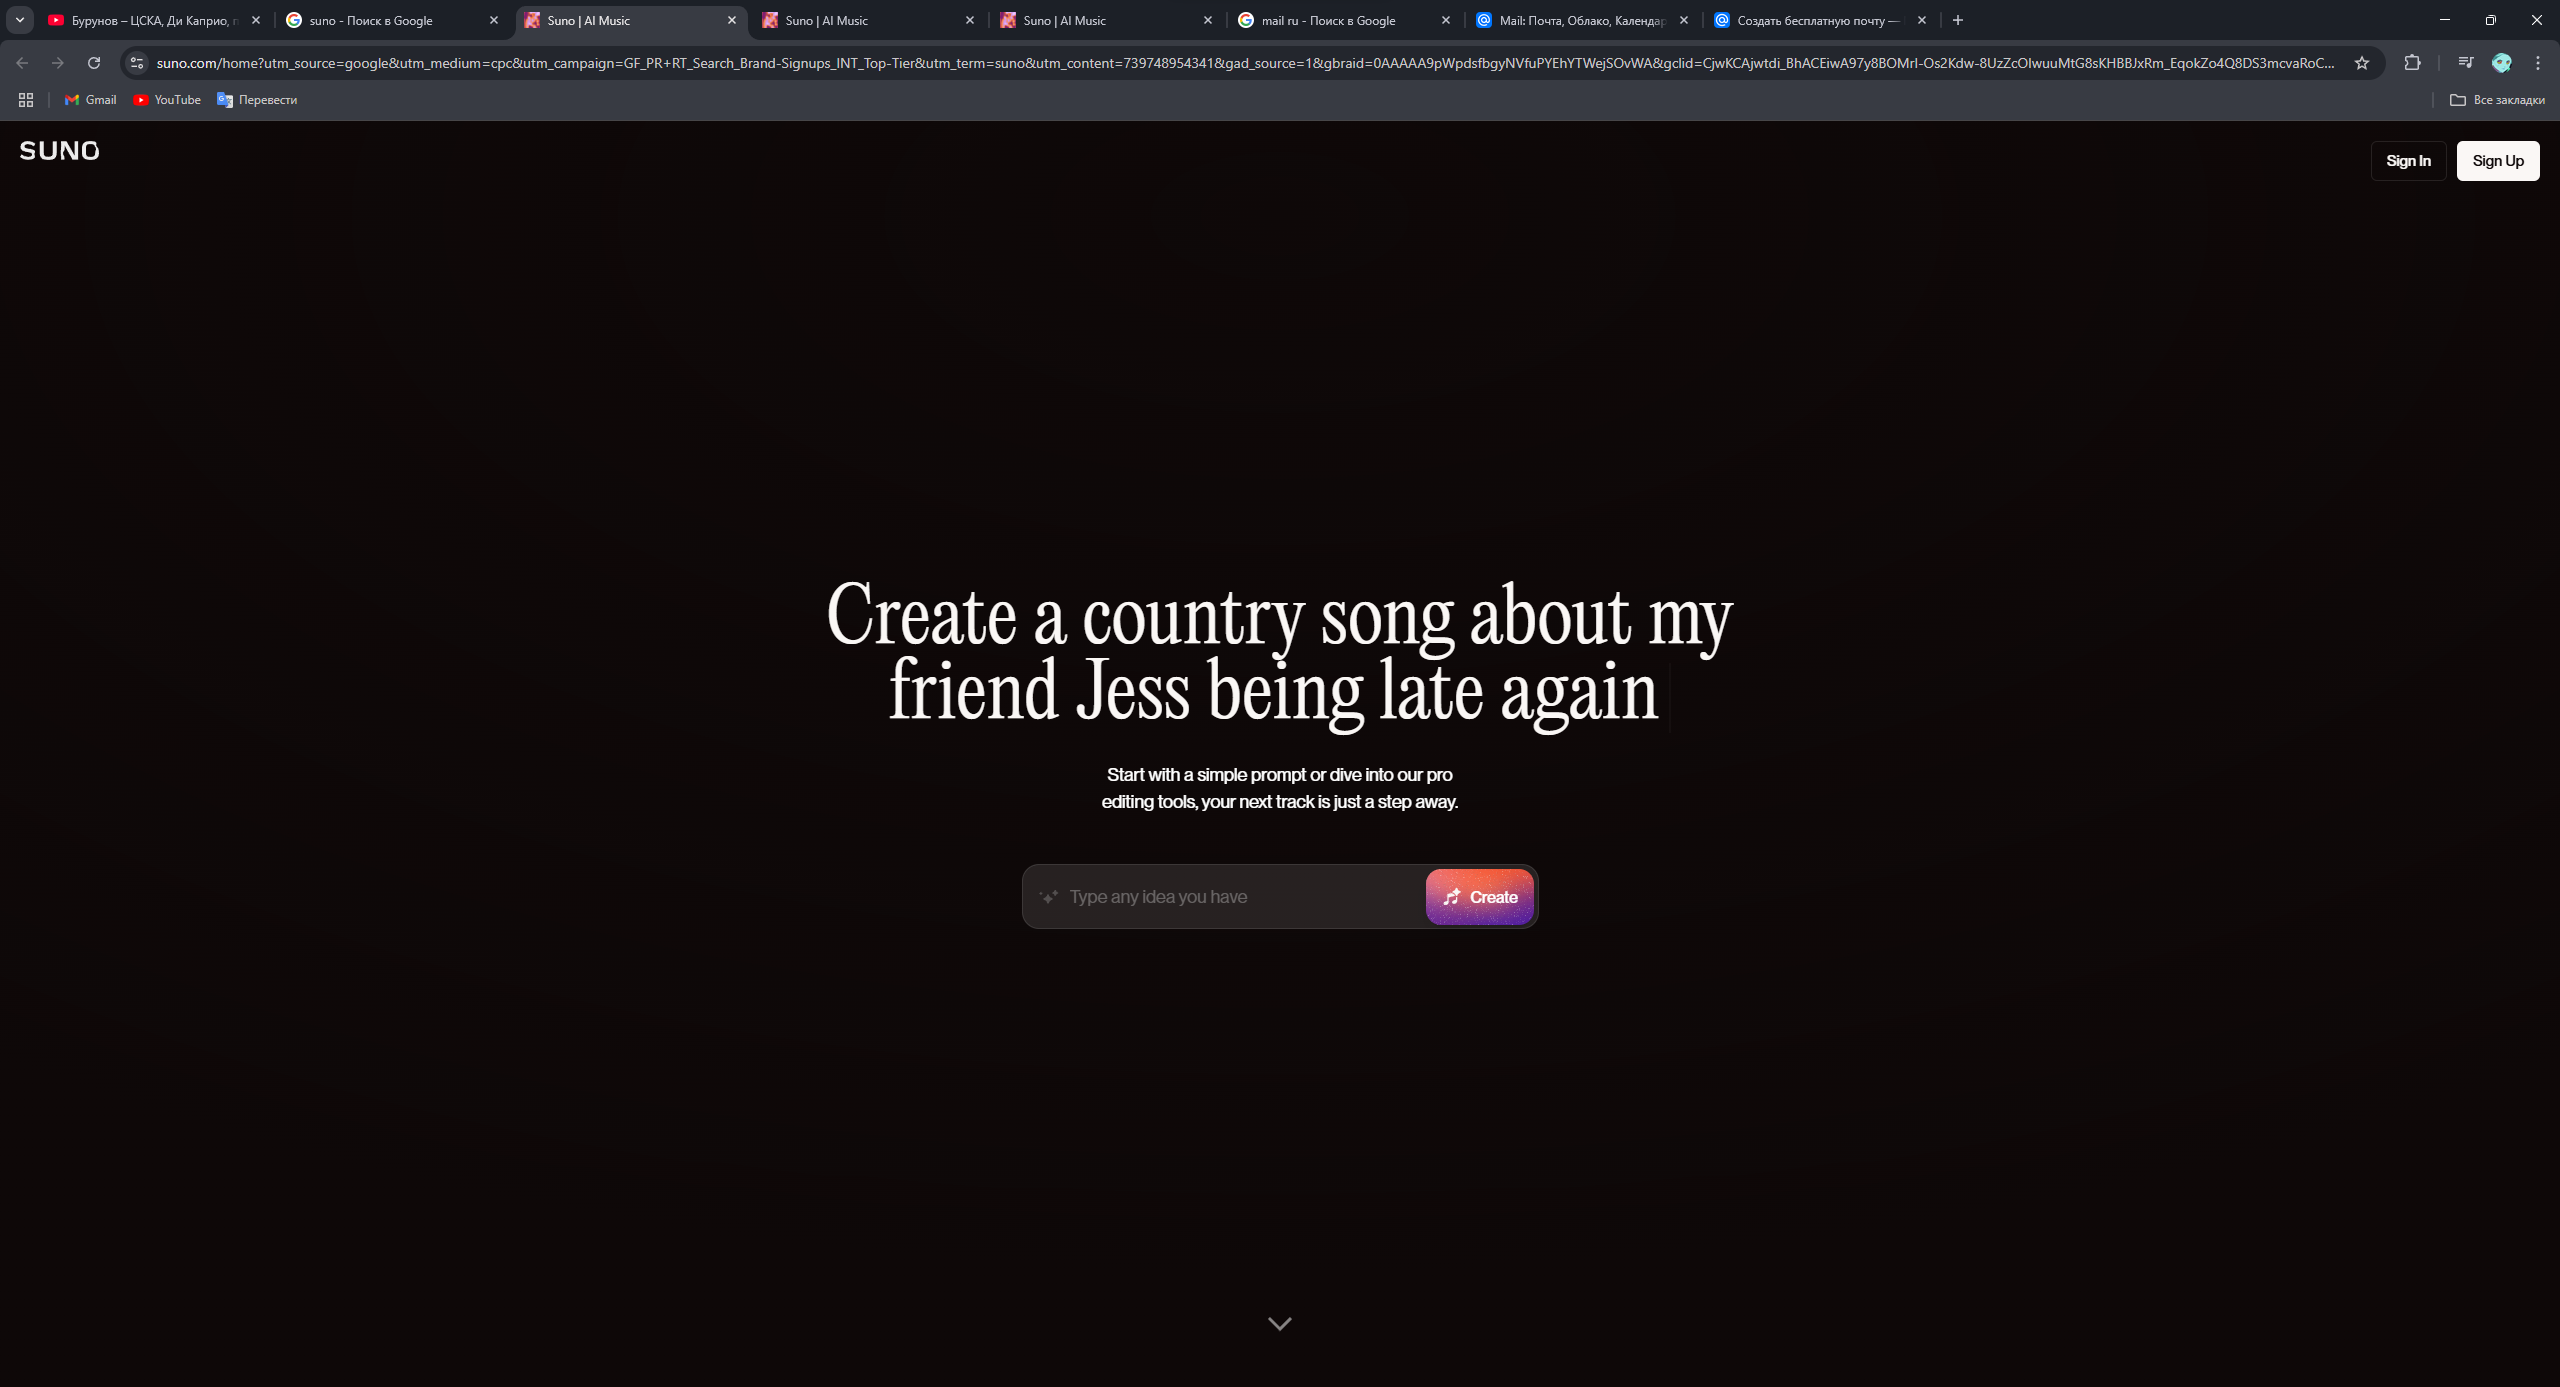 Бурунов – ЦСКА, Ди Каприо,
suno - Поиск в Google
Suno | AI Music
Suno | AI Music
Suno | AI Music
mail ru - Поиск в Google
Mail: Почта, Облако, Календар
Создать бесплатную почту —
suno.com/home?utm_source=google&utm_medium=cpc&utm_campaign=GF_PR+RT_Search_Brand-Signups_INT_Top-Tier&utm_term=suno&utm_content=739748954341&gad_source=1&gbraid=0AAAAA9pWpdsfbgyNVfuPYEhYTWejSOvWA&gclid=CjwKCAjwtdi_BhACEiwA97y8BOMrl-Os2Kdw-8UzZcOlwuuMtG8sKHBBJxRm_EqokZo4Q8DS3mcvaRoC...
Gmail
YouTube
Перевести
Все закладки
SUNO
Sign In
Sign Up
Create a country song about my
friend Jess being late again
Start with a simple prompt or dive into our pro
editing tools, your next track is just a step away.
Type any idea you have
Create